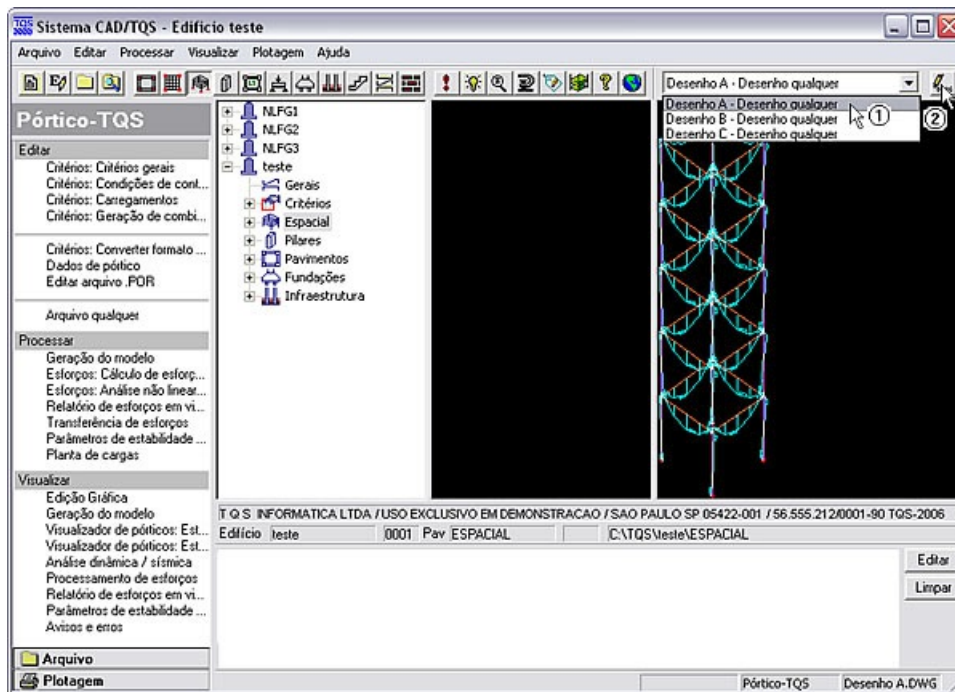 TQS 2000 Sistema CAD/TQS - Edificio teste
Arquivo Editar Processar Visualizar Plotagem Ajuda
Desenho A - Desenho qualquer
Desenho A - Desenho qualquer
Desenho B - Desenho qualquer
Desenho C - Desenho qualquer
1
2
Pórtico-TQS
Editar
Critérios: Critérios gerais
Critérios: Condições de cont...
Critérios: Carregamentos
Critérios: Geração de combi...
Critérios: Converter formato ...
Dados de pórtico
Editar arquivo .POR
Arquivo qualquer
Processar
Geração do modelo
Esforços: Cálculo de esforç...
Esforços: Análise não linear...
Relatório de esforços em vi...
Transferência de esforços
Parâmetros de estabilidade ...
Planta de cargas
Visualizar
Edição Gráfica
Geração do modelo
Visualizador de pórticos: Est...
Visualizador de pórticos: Est...
Análise dinâmica / sísmica
Processamento de esforços
Relatório de esforços em vi...
Parâmetros de estabilidade ...
Avisos e erros
Arquivo
Plotagem
NLFG1
NLFG2
NLFG3
teste
Gerais
Critérios
Espacial
Pilares
Pavimentos
Fundações
Infraestrutura
T Q S INFORMATICA LTDA / USO EXCLUSIVO EM DEMONSTRACAO / SAO PAULO SP 05422-001 / 56.555.212/0001-90 TQS-2006
Edifício teste 0001 Pav ESPACIAL C:\TQS\teste\ESPACIAL
Editar
Limpar
Pórtico-TQS Desenho A.DWG